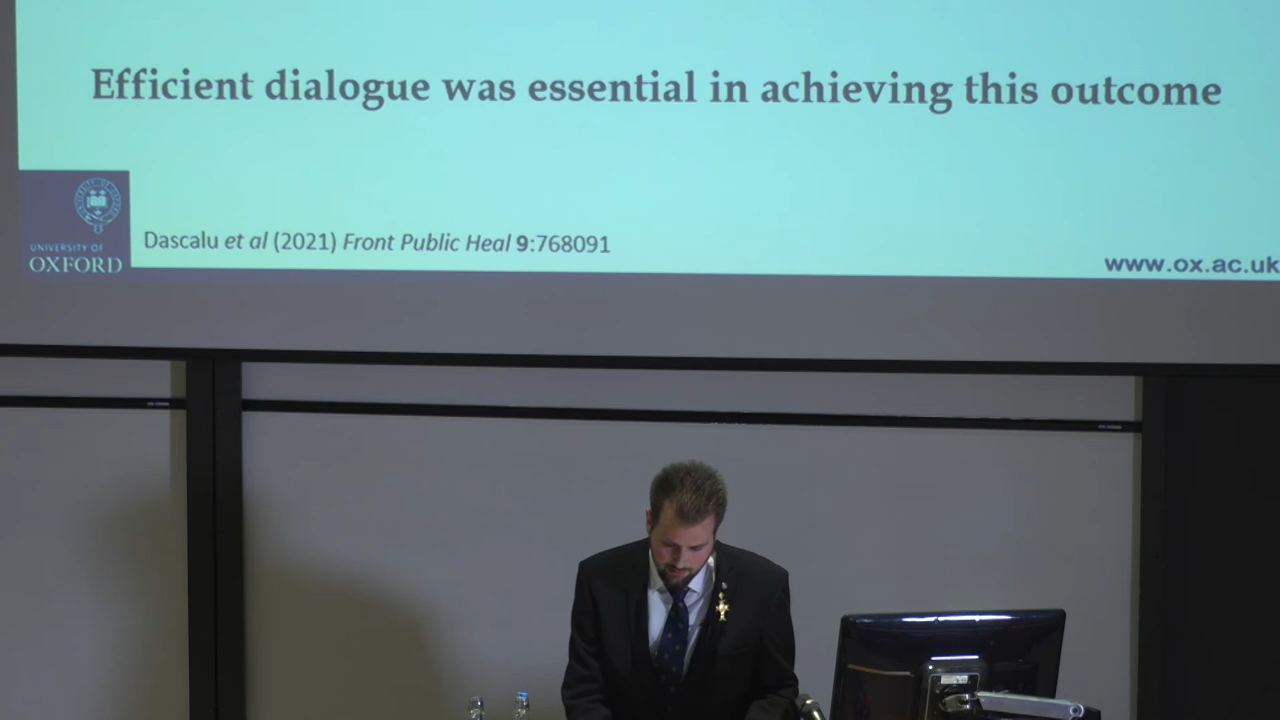 Efficient dialogue was essential in achieving this outcome
UNIVERSITY OF
OXFORD
Dascalu et al (2021) Front Public Heal 9:768091
www.ox.ac.uk